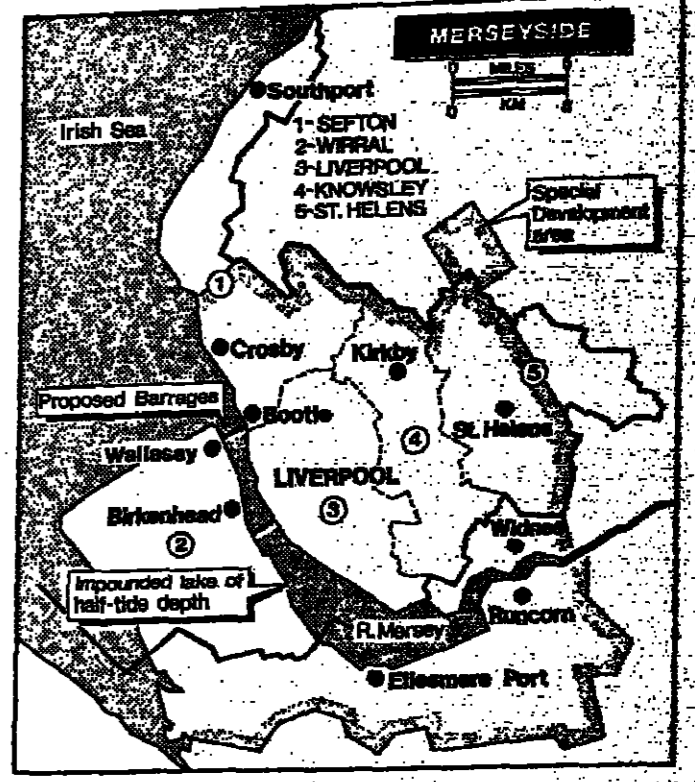 MERSEYSIDE
0 MILES 5
0 KM 8
Southport
Irish Sea
1-SEFTON
2-WIRRAL
3-LIVERPOOL
4-KNOWSLEY
5-ST. HELENS
Special
Development
area
1
Crosby
Kirkby
5
Proposed Barrages
Bootle
St. Helens
4
Wallasey
LIVERPOOL
3
Birkenhead
2
Widnes
Impounded lake of
half-tide depth
Runcorn
R. Mersey
Ellesmere Port